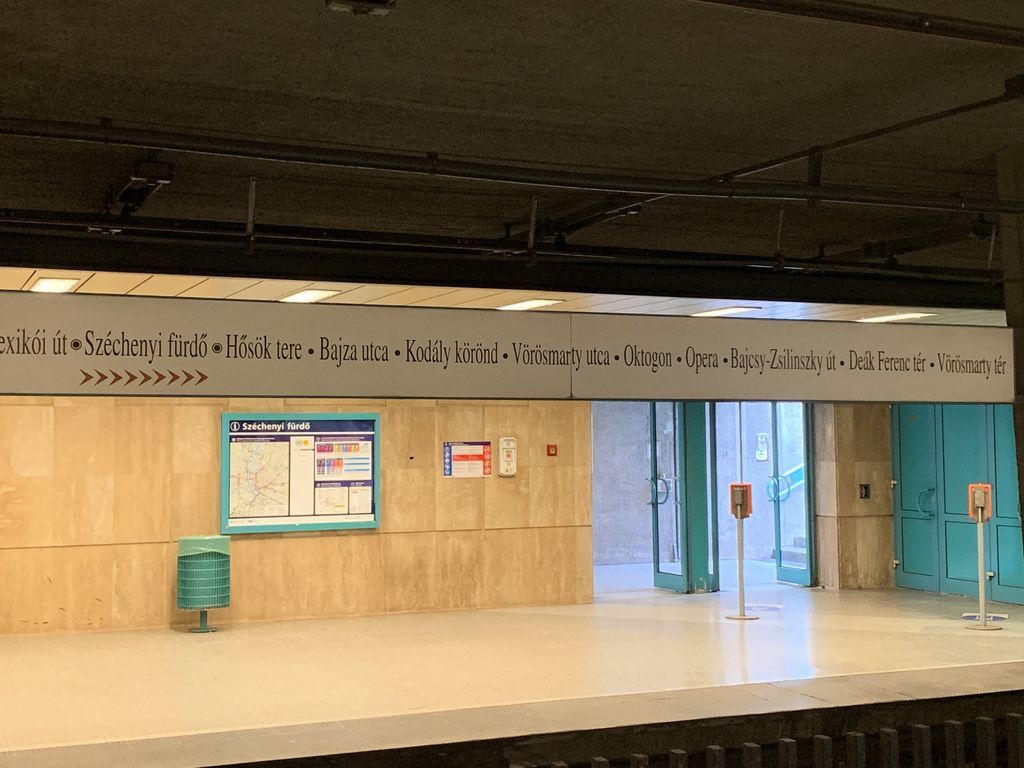 exikói út • Széchenyi fürdő • Hősök tere • Bajza utca • Kodály körönd • Vörösmarty utca • Oktogon • Opera • Bajcsy-Zsilinszky út • Deák Ferenc tér • Vörösmarty tér
>>>>>>>>>
Széchenyi fürdő